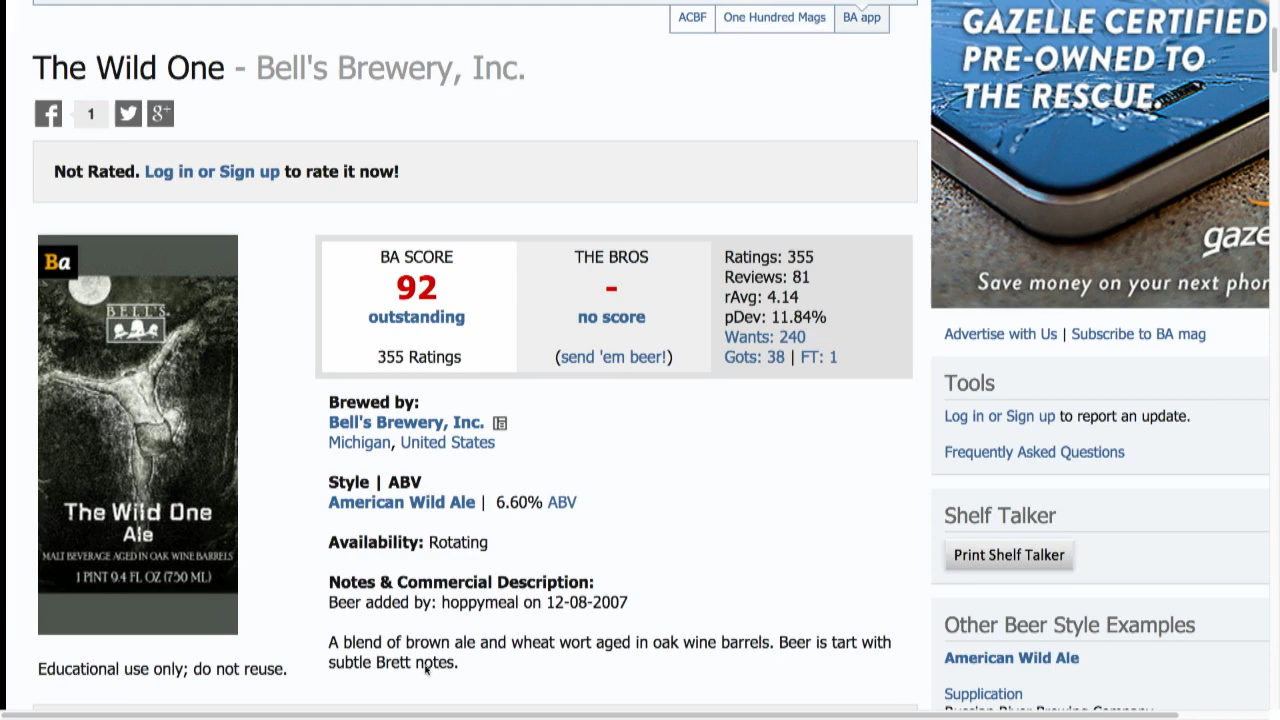 ACBF One Hundred Mags BA app
The Wild One - Bell's Brewery, Inc.
1 8+
Not Rated. Log in or Sign up to rate it now!
Ba
BELL'S
The Wild One
Ale
MALT BEVERAGE AGED IN OAK WINE BARRELS
1 PINT 9.4 FL OZ (750 ML)
Educational use only; do not reuse.
BA SCORE
92
outstanding
355 Ratings
THE BROS
-
no score
(send 'em beer!)
Ratings: 355
Reviews: 81
rAvg: 4.14
pDev: 11.84%
Wants: 240
Gots: 38 | FT: 1
Brewed by:
Bell's Brewery, Inc.
Michigan, United States
Style | ABV
American Wild Ale | 6.60% ABV
Availability: Rotating
Notes & Commercial Description:
Beer added by: hoppymeal on 12-08-2007
A blend of brown ale and wheat wort aged in oak wine barrels. Beer is tart with
subtle Brett notes.
GAZELLE CERTIFIED
PRE-OWNED TO
THE RESCUE
gaze
Save money on your next phon
Advertise with Us | Subscribe to BA mag
Tools
Log in or Sign up to report an update.
Frequently Asked Questions
Shelf Talker
Print Shelf Talker
Other Beer Style Examples
American Wild Ale
Supplication